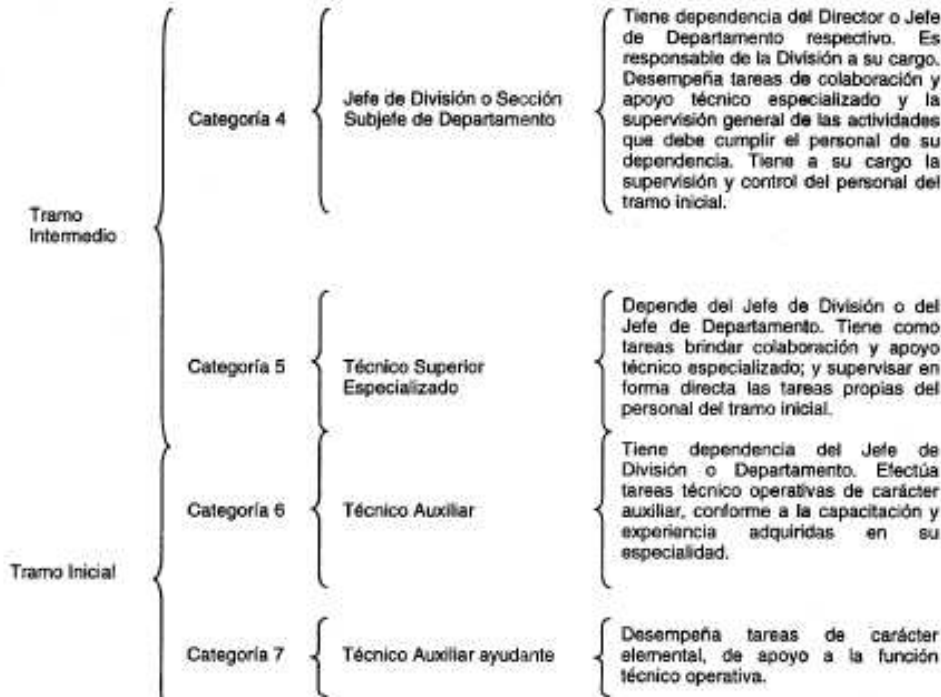 Tramo
Intermedio
Categoría 4
Jefe de División o Sección
Subjefe de Departamento
Tiene dependencia del Director o Jefe
de Departamento respectivo. Es
responsable de la División a su cargo.
Desempeña tareas de colaboración y
apoyo técnico especializado y la
supervisión general de las actividades
que debe cumplir el personal de su
dependencia. Tiene a su cargo la
supervisión y control del personal del
tramo inicial.
Categoría 5
Técnico Superior
Especializado
Depende del Jefe de División o del
Jefe de Departamento. Tiene como
tareas brindar colaboración y apoyo
técnico especializado; y supervisar en
forma directa las tareas propias del
personal del tramo inicial.
Tramo Inicial
Categoría 6
Técnico Auxiliar
Tiene dependencia del Jefe de
División o Departamento. Efectúa
tareas técnico operativas de carácter
auxiliar, conforme a la capacitación y
experiencia adquiridas en su
especialidad.
Categoría 7
Técnico Auxiliar ayudante
Desempeña tareas de carácter
elemental, de apoyo a la función
técnico operativa.